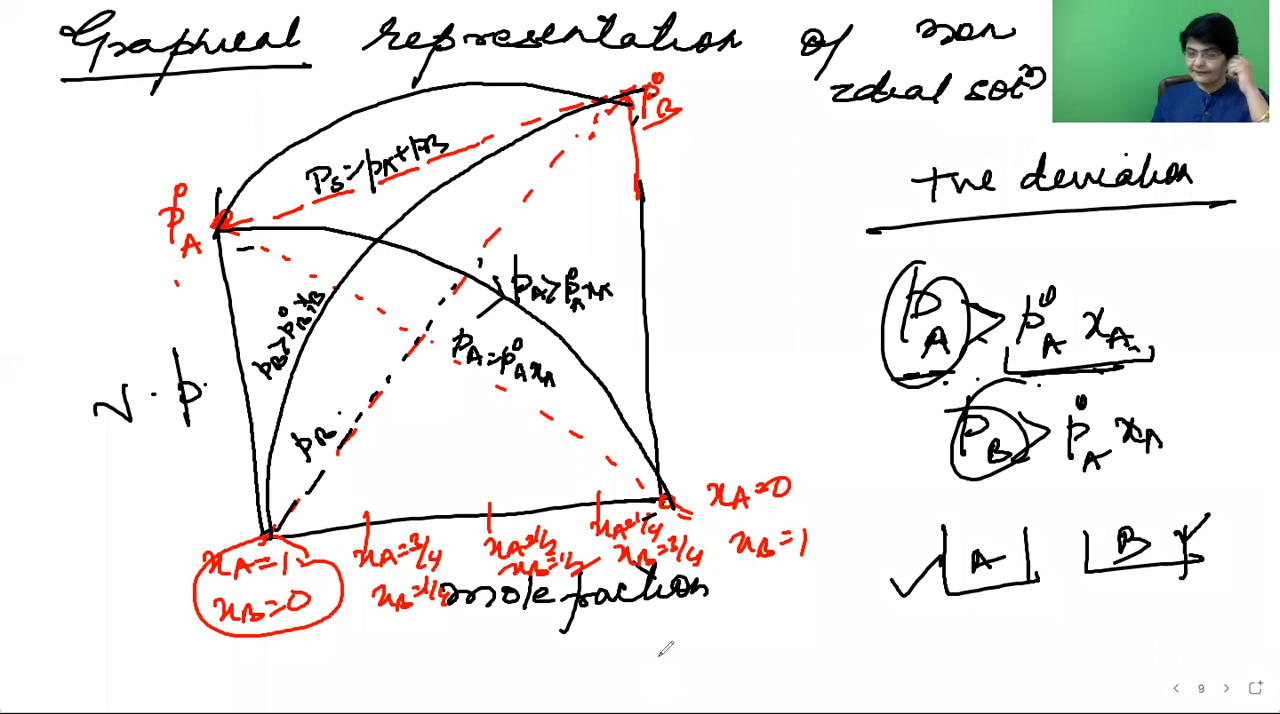 Graphical representation of non
ideal solⁿ
+ve deviation
p°B
Ps = pA + pB
p°A
pA > p°A xA
pB > p°B xB
pA = p°A xA
pB
V.p.
pA > p°A xA
pB > p°A xA
A B
xA=1
xB=0
xA=3/4
xB=1/4
xA=1/2
xB=1/2
xA=1/4
xB=3/4
xA=0
xB=1
mole fraction
9